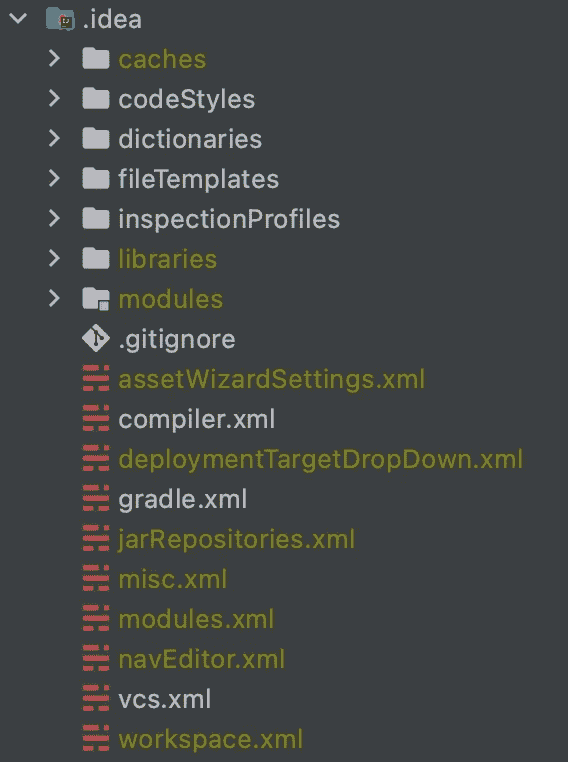 .idea
caches
codeStyles
dictionaries
fileTemplates
inspectionProfiles
libraries
modules
.gitignore
assetWizardSettings.xml
compiler.xml
deploymentTargetDropDown.xml
gradle.xml
jarRepositories.xml
misc.xml
modules.xml
navEditor.xml
vcs.xml
workspace.xml